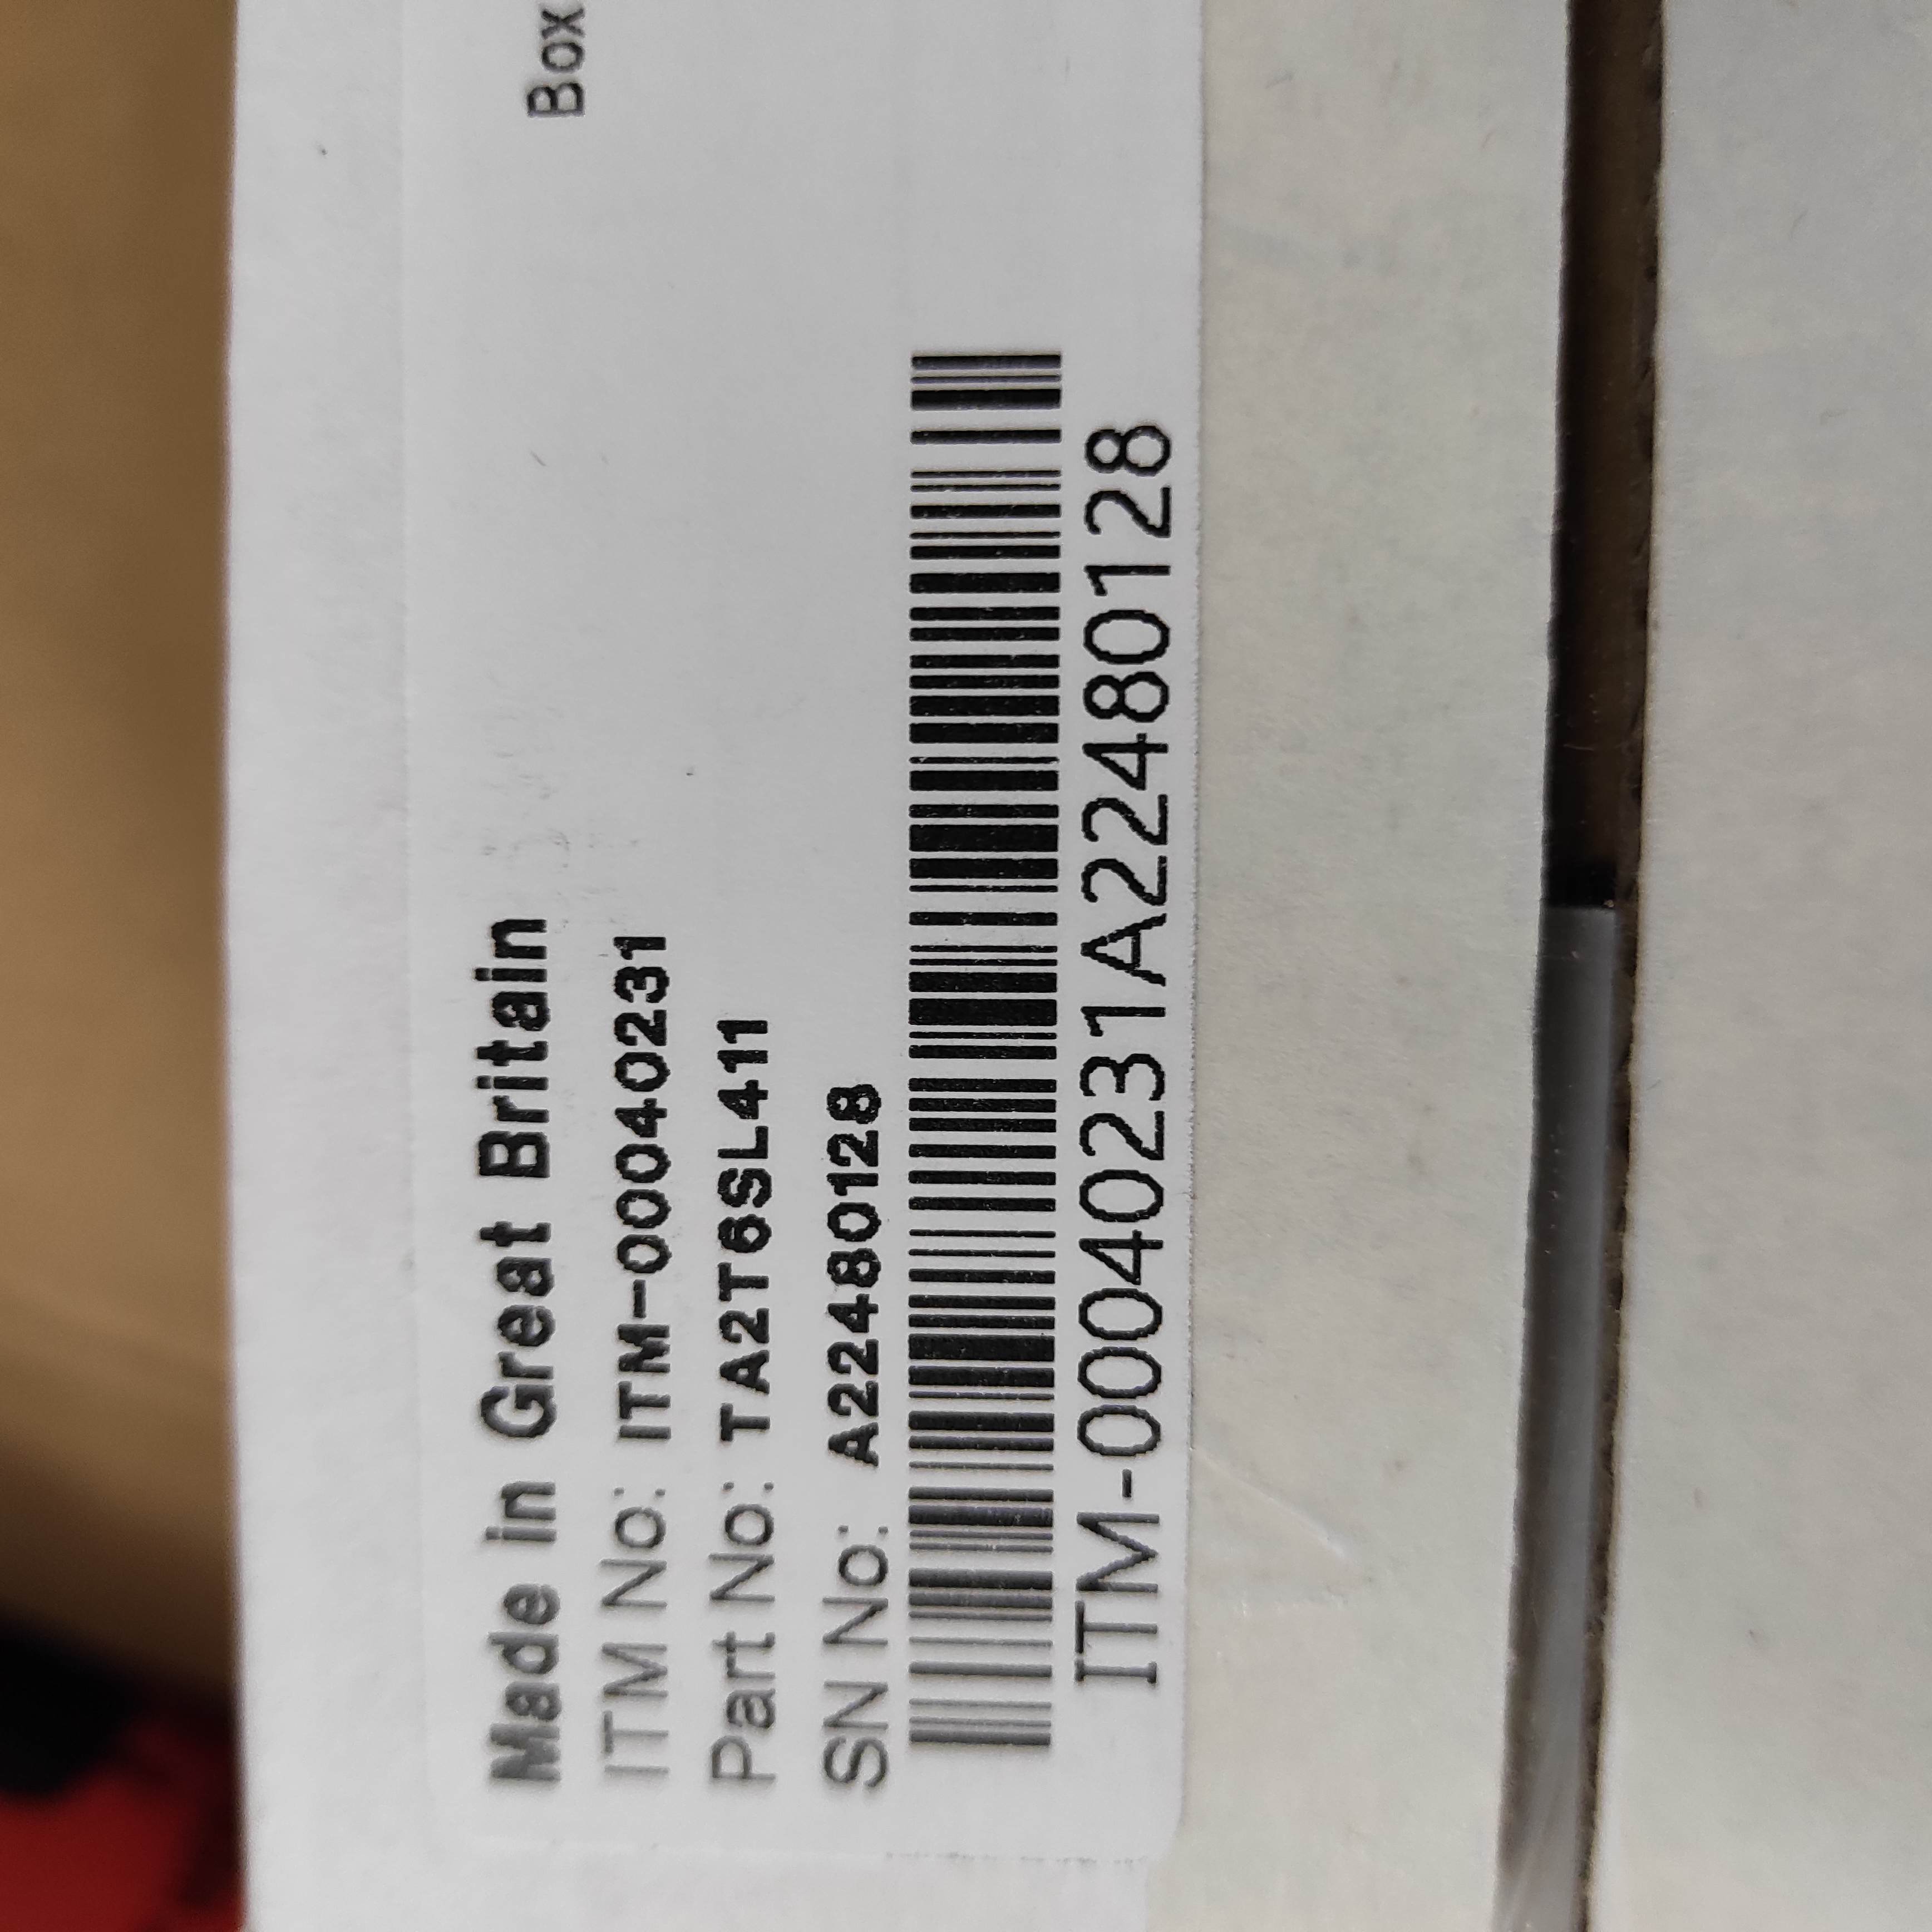 Made in Great Britain
Box
ITM No: ITM-00040231
Part No: TA2T6SL411
SN No: A22480128
ITM-00040231A22480128